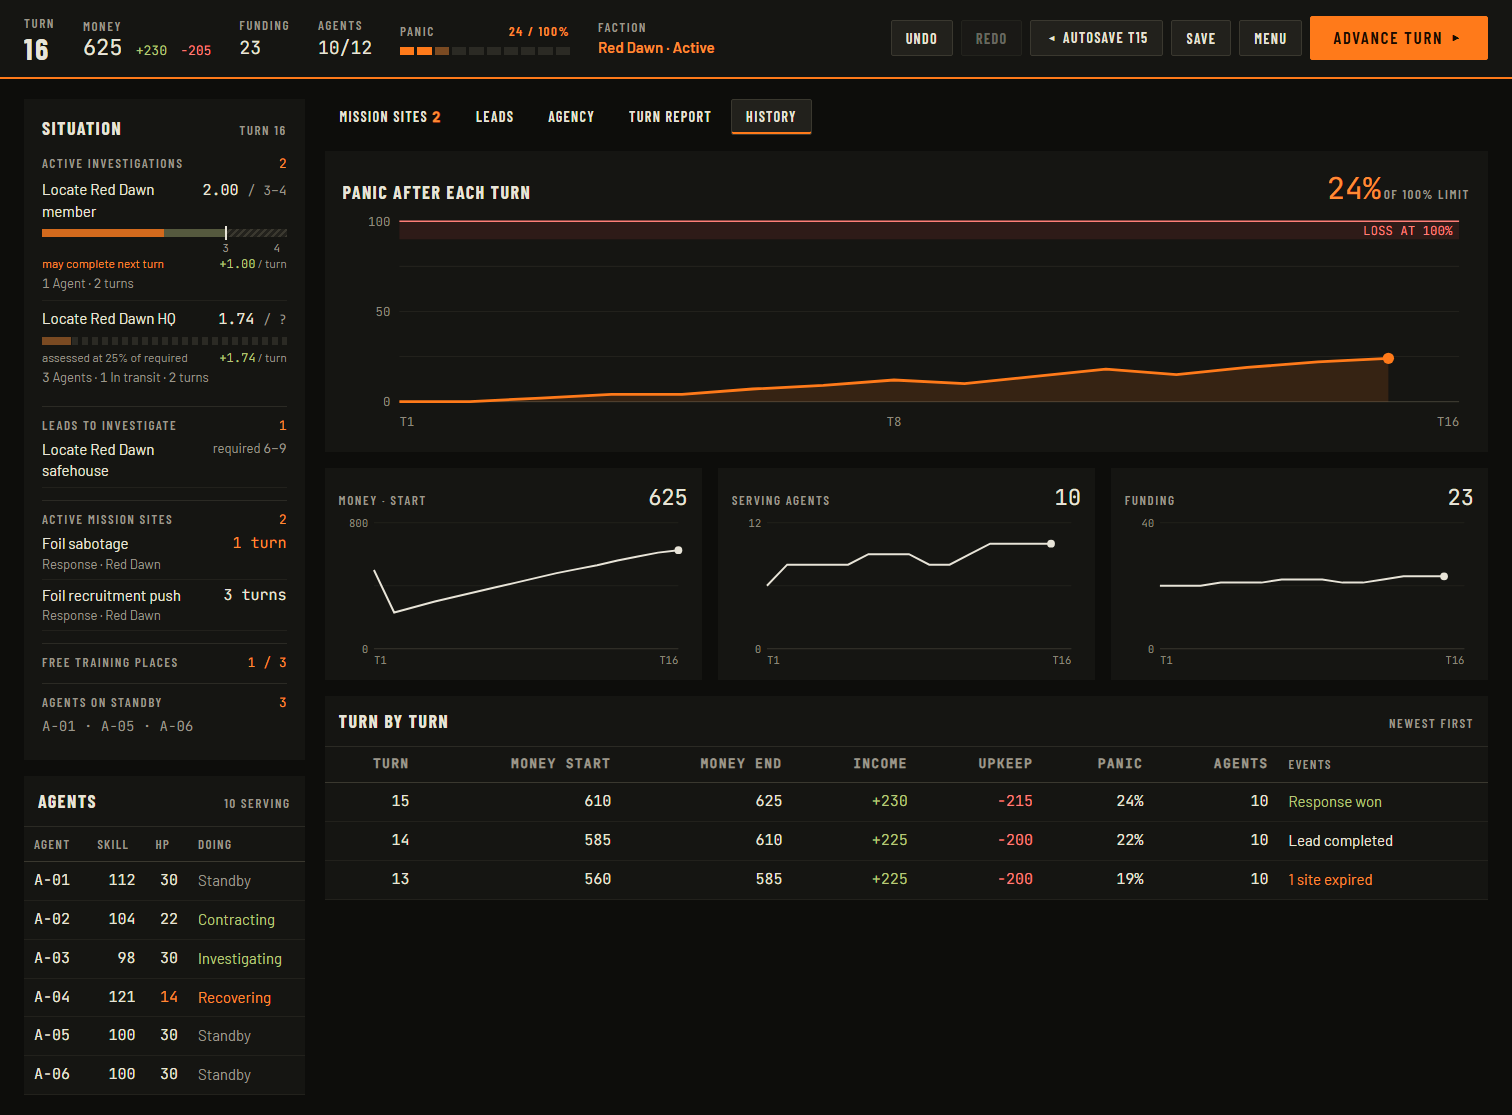 TURN
16
MONEY
625 +230 -205
FUNDING
23
AGENTS
10/12
PANIC 24 / 100%
FACTION
Red Dawn · Active
UNDO
REDO
◂ AUTOSAVE T15
SAVE
MENU
ADVANCE TURN ▸
SITUATION TURN 16
ACTIVE INVESTIGATIONS 2
Locate Red Dawn member 2.00 / 3–4
3 4
may complete next turn +1.00 / turn
1 Agent · 2 turns
Locate Red Dawn HQ 1.74 / ?
assessed at 25% of required +1.74 / turn
3 Agents · 1 In transit · 2 turns
LEADS TO INVESTIGATE 1
Locate Red Dawn safehouse required 6–9
ACTIVE MISSION SITES 2
Foil sabotage 1 turn
Response · Red Dawn
Foil recruitment push 3 turns
Response · Red Dawn
FREE TRAINING PLACES 1 / 3
AGENTS ON STANDBY 3
A-01 · A-05 · A-06
AGENTS 10 SERVING
AGENT SKILL HP DOING
A-01 112 30 Standby
A-02 104 22 Contracting
A-03 98 30 Investigating
A-04 121 14 Recovering
A-05 100 30 Standby
A-06 100 30 Standby
MISSION SITES 2 LEADS AGENCY TURN REPORT HISTORY
PANIC AFTER EACH TURN 24% OF 100% LIMIT
100
LOSS AT 100%
50
0
T1 T8 T16
MONEY · START 625
800
0
T1 T16
SERVING AGENTS 10
12
0
T1 T16
FUNDING 23
40
0
T1 T16
TURN BY TURN NEWEST FIRST
TURN MONEY START MONEY END INCOME UPKEEP PANIC AGENTS EVENTS
15 610 625 +230 -215 24% 10 Response won
14 585 610 +225 -200 22% 10 Lead completed
13 560 585 +225 -200 19% 10 1 site expired